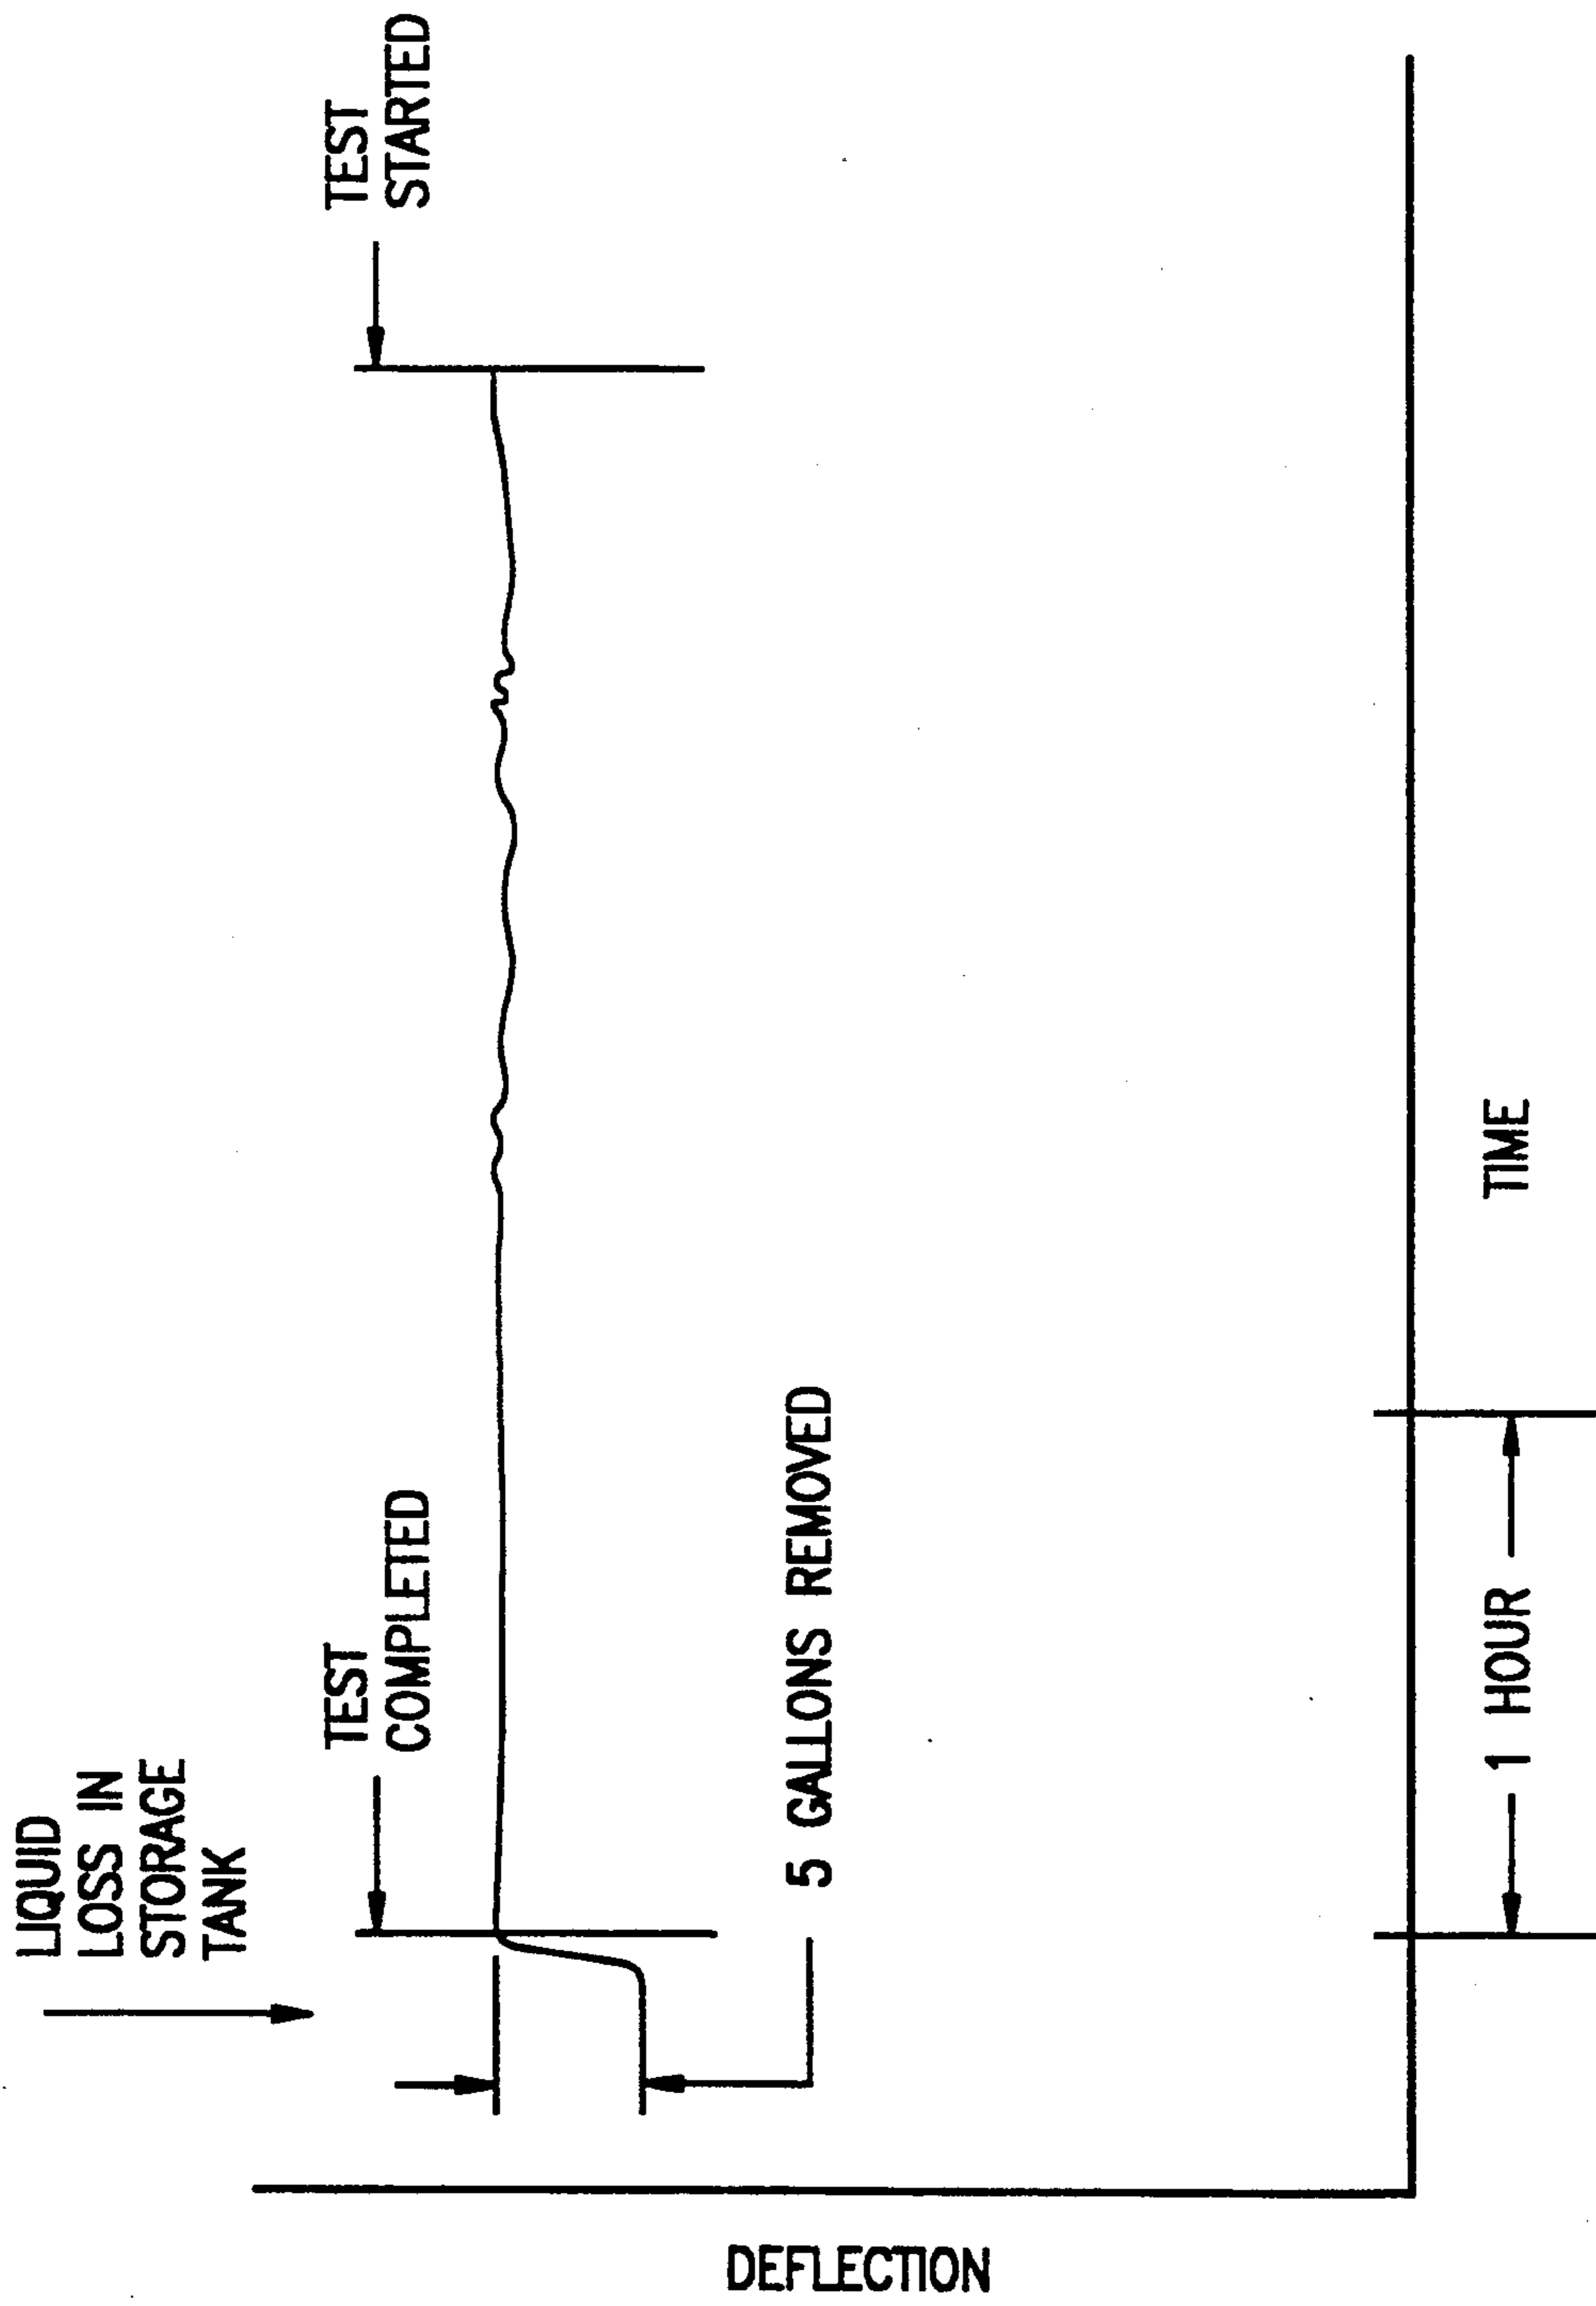 LIQUID
LOSS IN
STORAGE
TANK
TEST
COMPLETED
TEST
STARTED
5 GALLONS REMOVED
DEFLECTION
1 HOUR
TIME